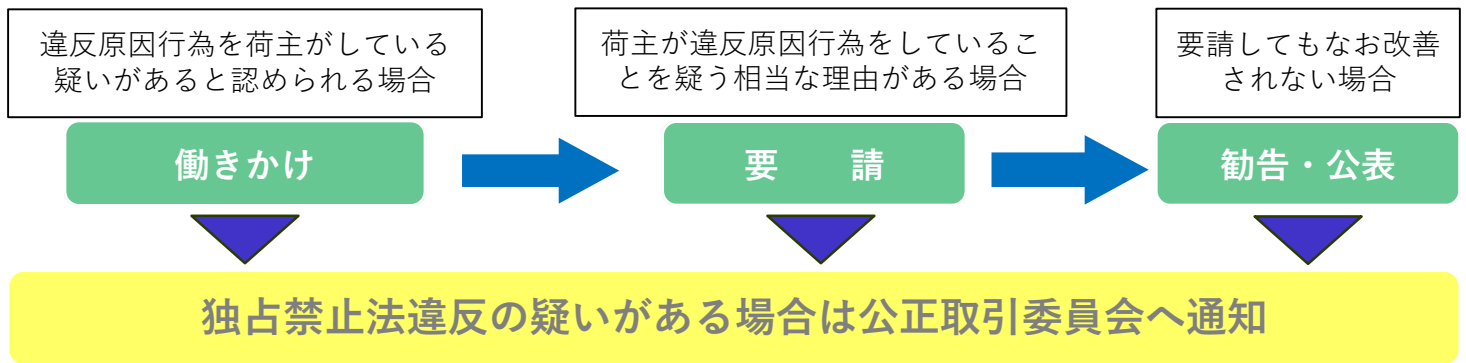 違反原因行為を荷主がしている
疑いがあると認められる場合
荷主が違反原因行為をしているこ
とを疑う相当な理由がある場合
要請してもなお改善
されない場合
働きかけ
要　　請
勧告・公表
独占禁止法違反の疑いがある場合は公正取引委員会へ通知